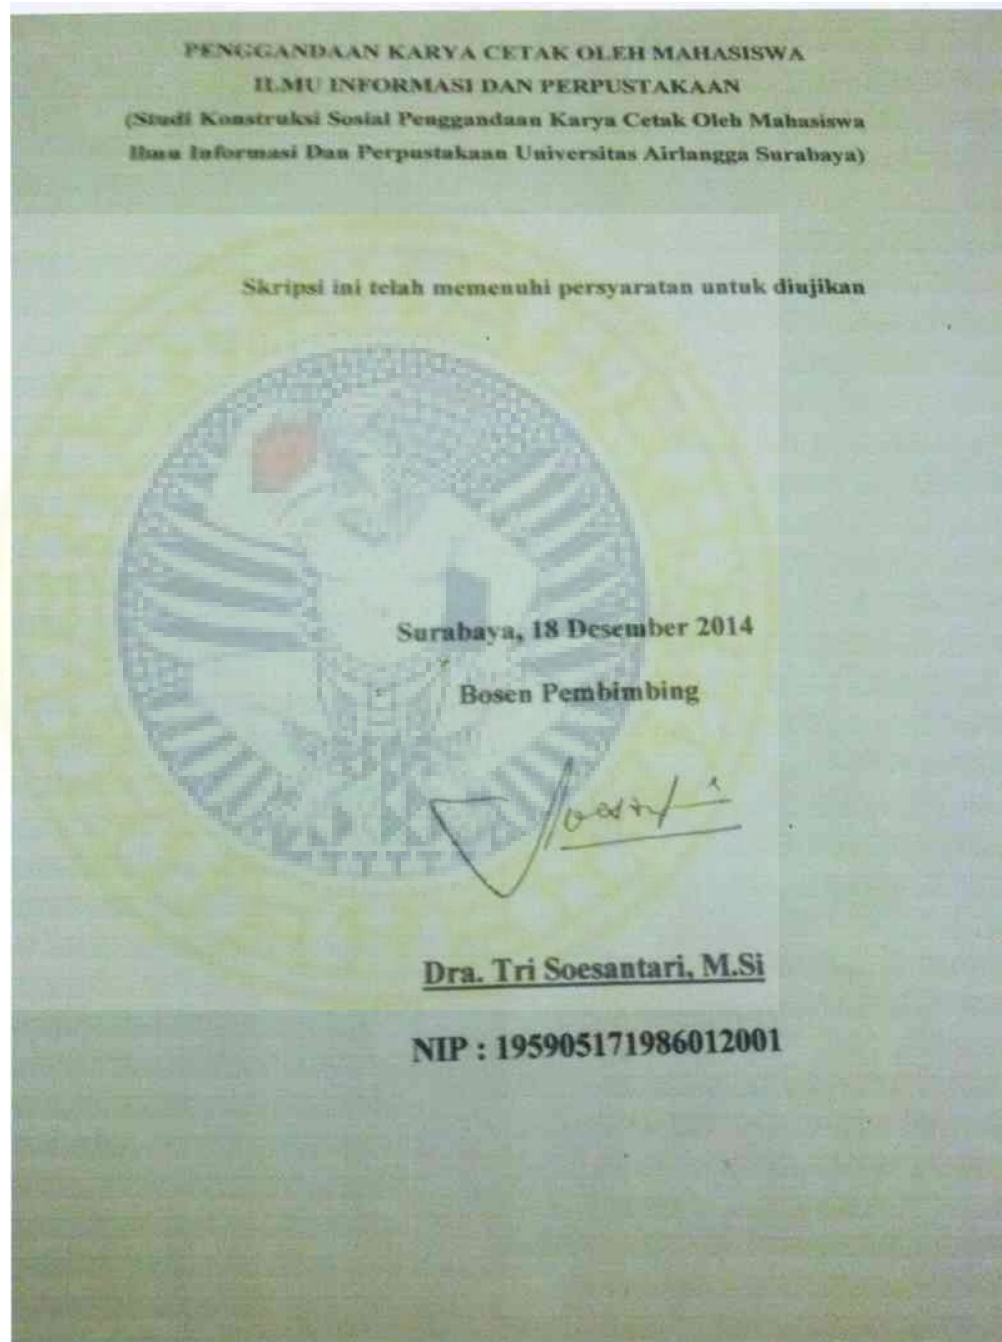 PENGGANDAAN KARYA CETAK OLEH MAHASISWA
ILMU INFORMASI DAN PERPUSTAKAAN
(Studi Konstruksi Sosial Penggandaan Karya Cetak Oleh Mahasiswa
Ilmu Informasi Dan Perpustakaan Universitas Airlangga Surabaya)
Skripsi ini telah memenuhi persyaratan untuk diujikan
Surabaya, 18 Desember 2014
Bosen Pembimbing
Dra. Tri Soesantari, M.Si
NIP : 195905171986012001